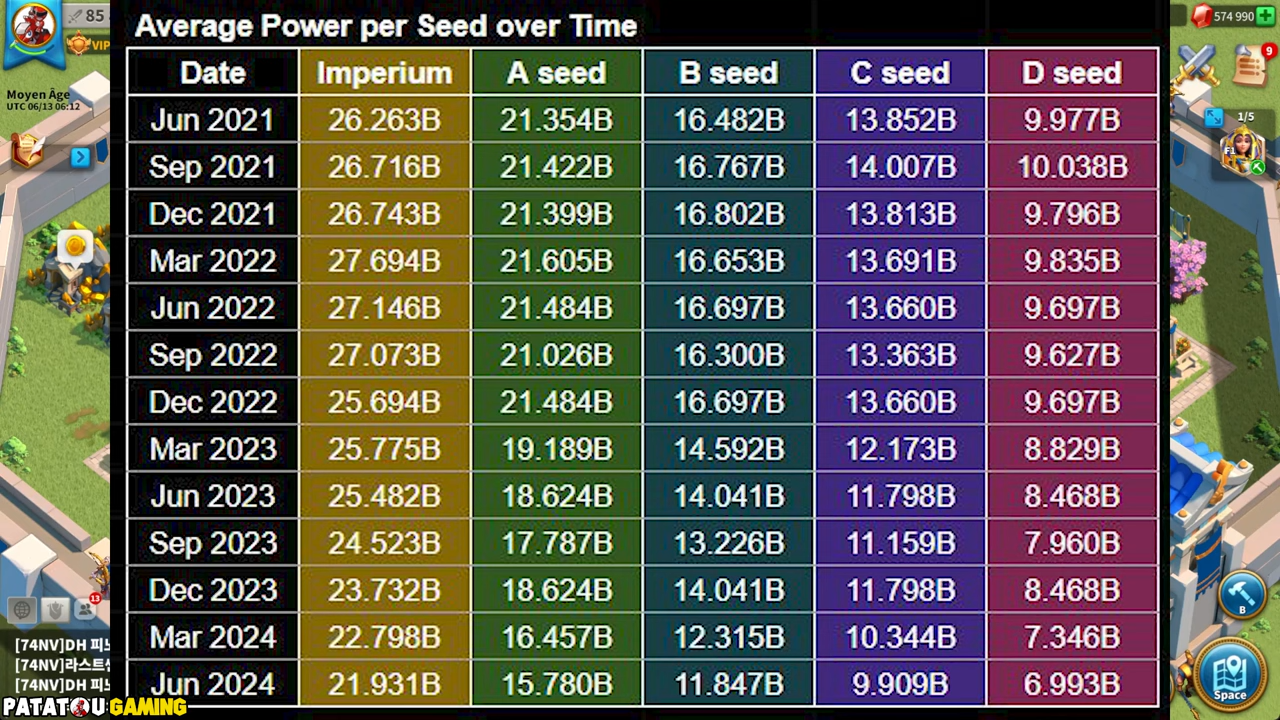 Average Power per Seed over Time
Date Imperium A seed B seed C seed D seed
Jun 2021 26.263B 21.354B 16.482B 13.852B 9.977B
Sep 2021 26.716B 21.422B 16.767B 14.007B 10.038B
Dec 2021 26.743B 21.399B 16.802B 13.813B 9.796B
Mar 2022 27.694B 21.605B 16.653B 13.691B 9.835B
Jun 2022 27.146B 21.484B 16.697B 13.660B 9.697B
Sep 2022 27.073B 21.026B 16.300B 13.363B 9.627B
Dec 2022 25.694B 21.484B 16.697B 13.660B 9.697B
Mar 2023 25.775B 19.189B 14.592B 12.173B 8.829B
Jun 2023 25.482B 18.624B 14.041B 11.798B 8.468B
Sep 2023 24.523B 17.787B 13.226B 11.159B 7.960B
Dec 2023 23.732B 18.624B 14.041B 11.798B 8.468B
Mar 2024 22.798B 16.457B 12.315B 10.344B 7.346B
Jun 2024 21.931B 15.780B 11.847B 9.909B 6.993B
85
VIP
Moyen Âge
UTC 06/13 06:12
13
[74NV]DH 피
[74NV]라스트
[74NV]DH 피
PATATOU GAMING
574 990
9
1/5
B
Space